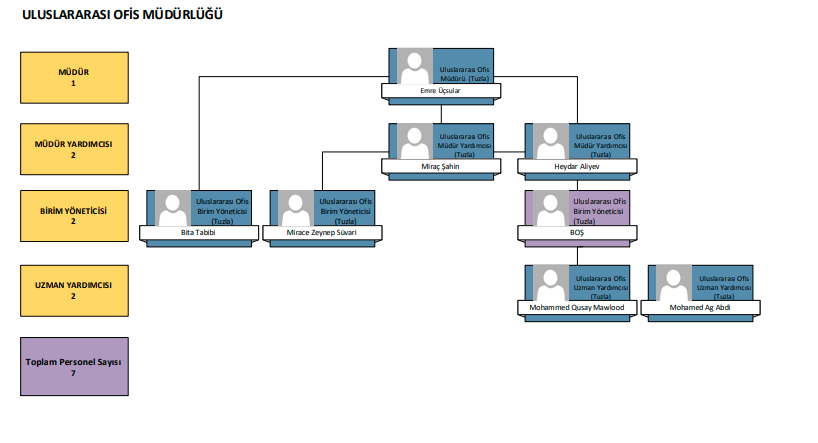 ULUSLARARASI OFİS MÜDÜRLÜĞÜ
MÜDÜR
1
Uluslararası Ofis
Müdürü (Tuzla)
Emre Üçsular
MÜDÜR YARDIMCISI
2
Uluslararası Ofis
Müdür Yardımcısı
(Tuzla)
Miraç Şahin
Uluslararası Ofis
Müdür Yardımcısı
(Tuzla)
Heydar Aliyev
BİRİM YÖNETİCİSİ
2
Uluslararası Ofis
Birim Yöneticisi
(Tuzla)
Bita Tabibi
Uluslararası Ofis
Birim Yöneticisi
(Tuzla)
Mirace Zeynep Süvari
Uluslararası Ofis
Birim Yöneticisi
(Tuzla)
BOŞ
UZMAN YARDIMCISI
2
Uluslararası Ofis
Uzman Yardımcısı
(Tuzla)
Mohammed Qusay Mawlood
Uluslararası Ofis
Uzman Yardımcısı
(Tuzla)
Mohamed Ag Abdi
Toplam Personel Sayısı
7